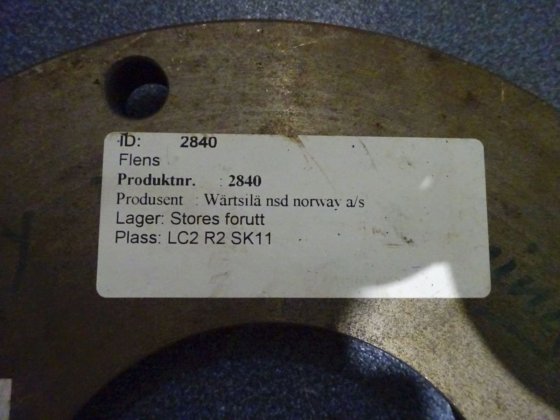 ID: 2840
Flens
Produktnr. : 2840
Produsent : Wärtsilä nsd norway a/s
Lager: Stores forutt
Plass: LC2 R2 SK11